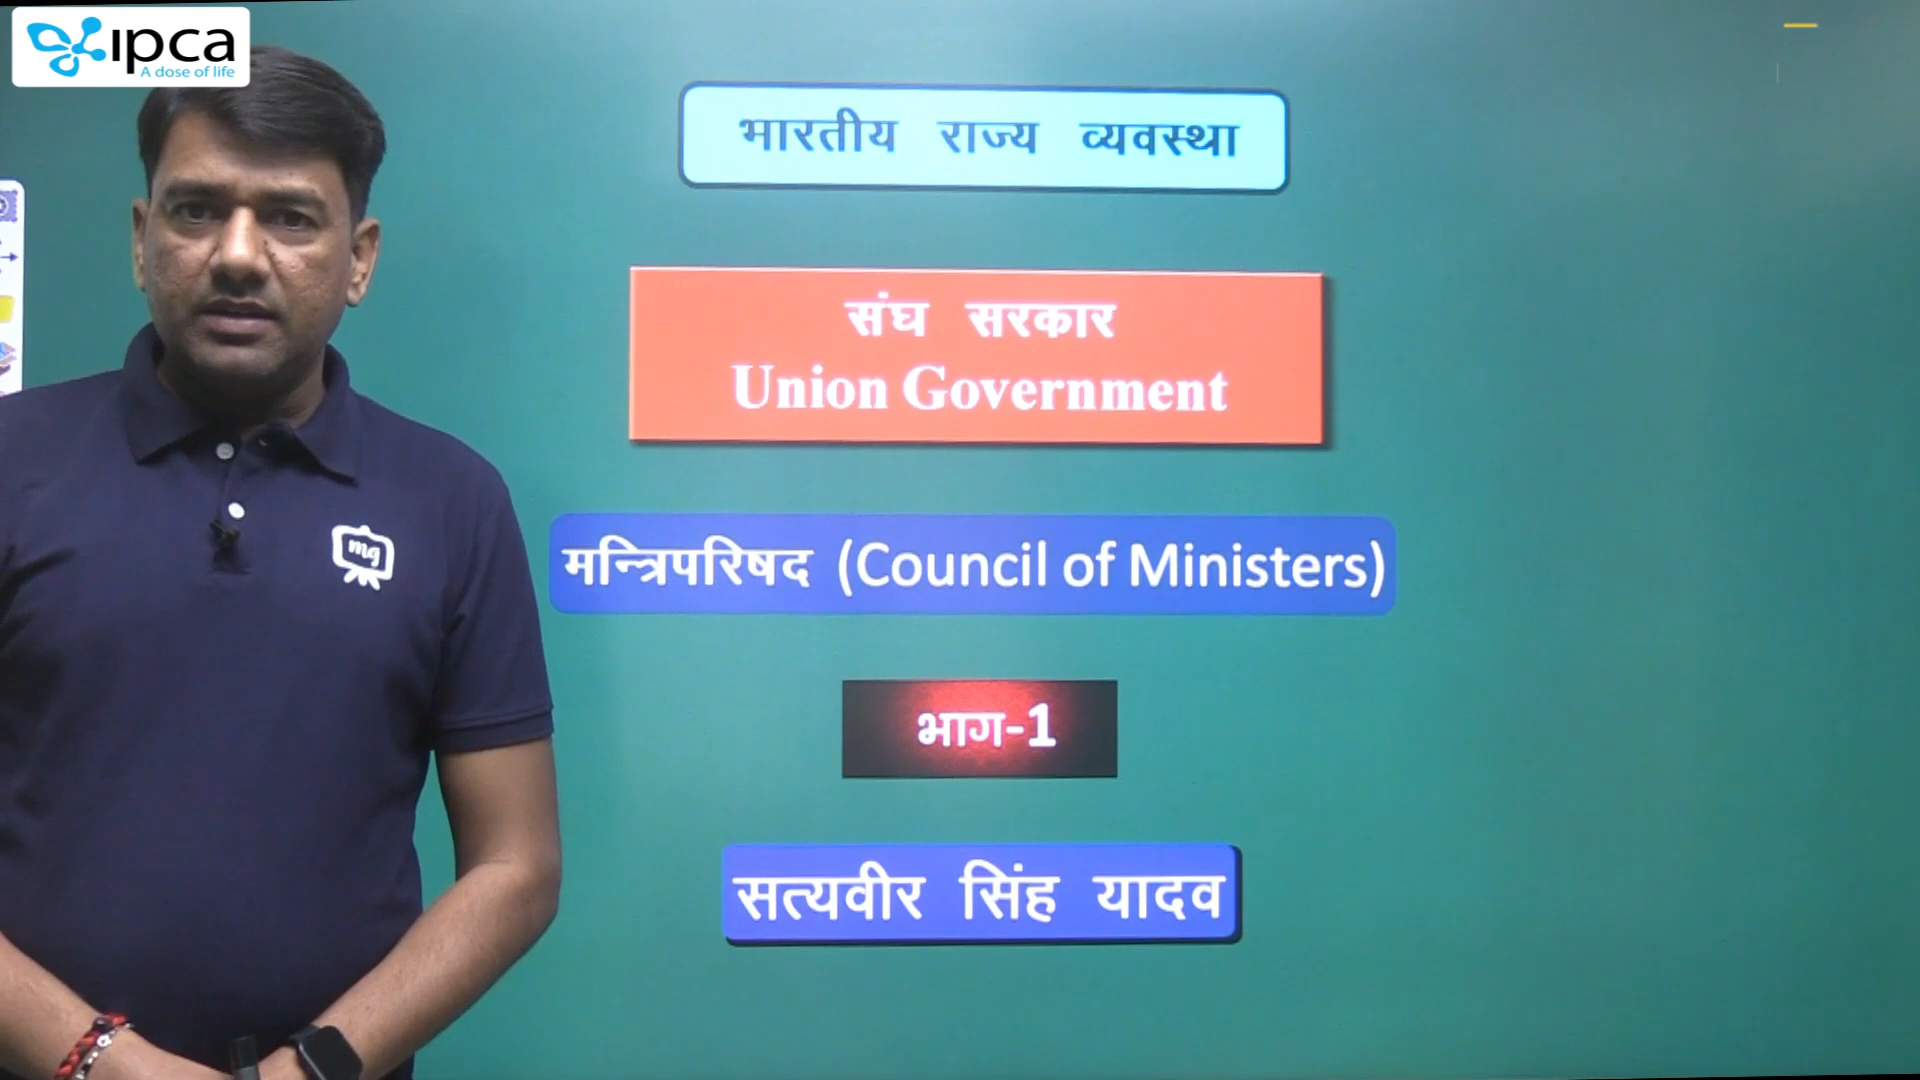 ipca
A dose of life
भारतीय राज्य व्यवस्था
संघ सरकार
Union Government
मन्त्रिपरिषद (Council of Ministers)
भाग-1
सत्यवीर सिंह यादव
mg